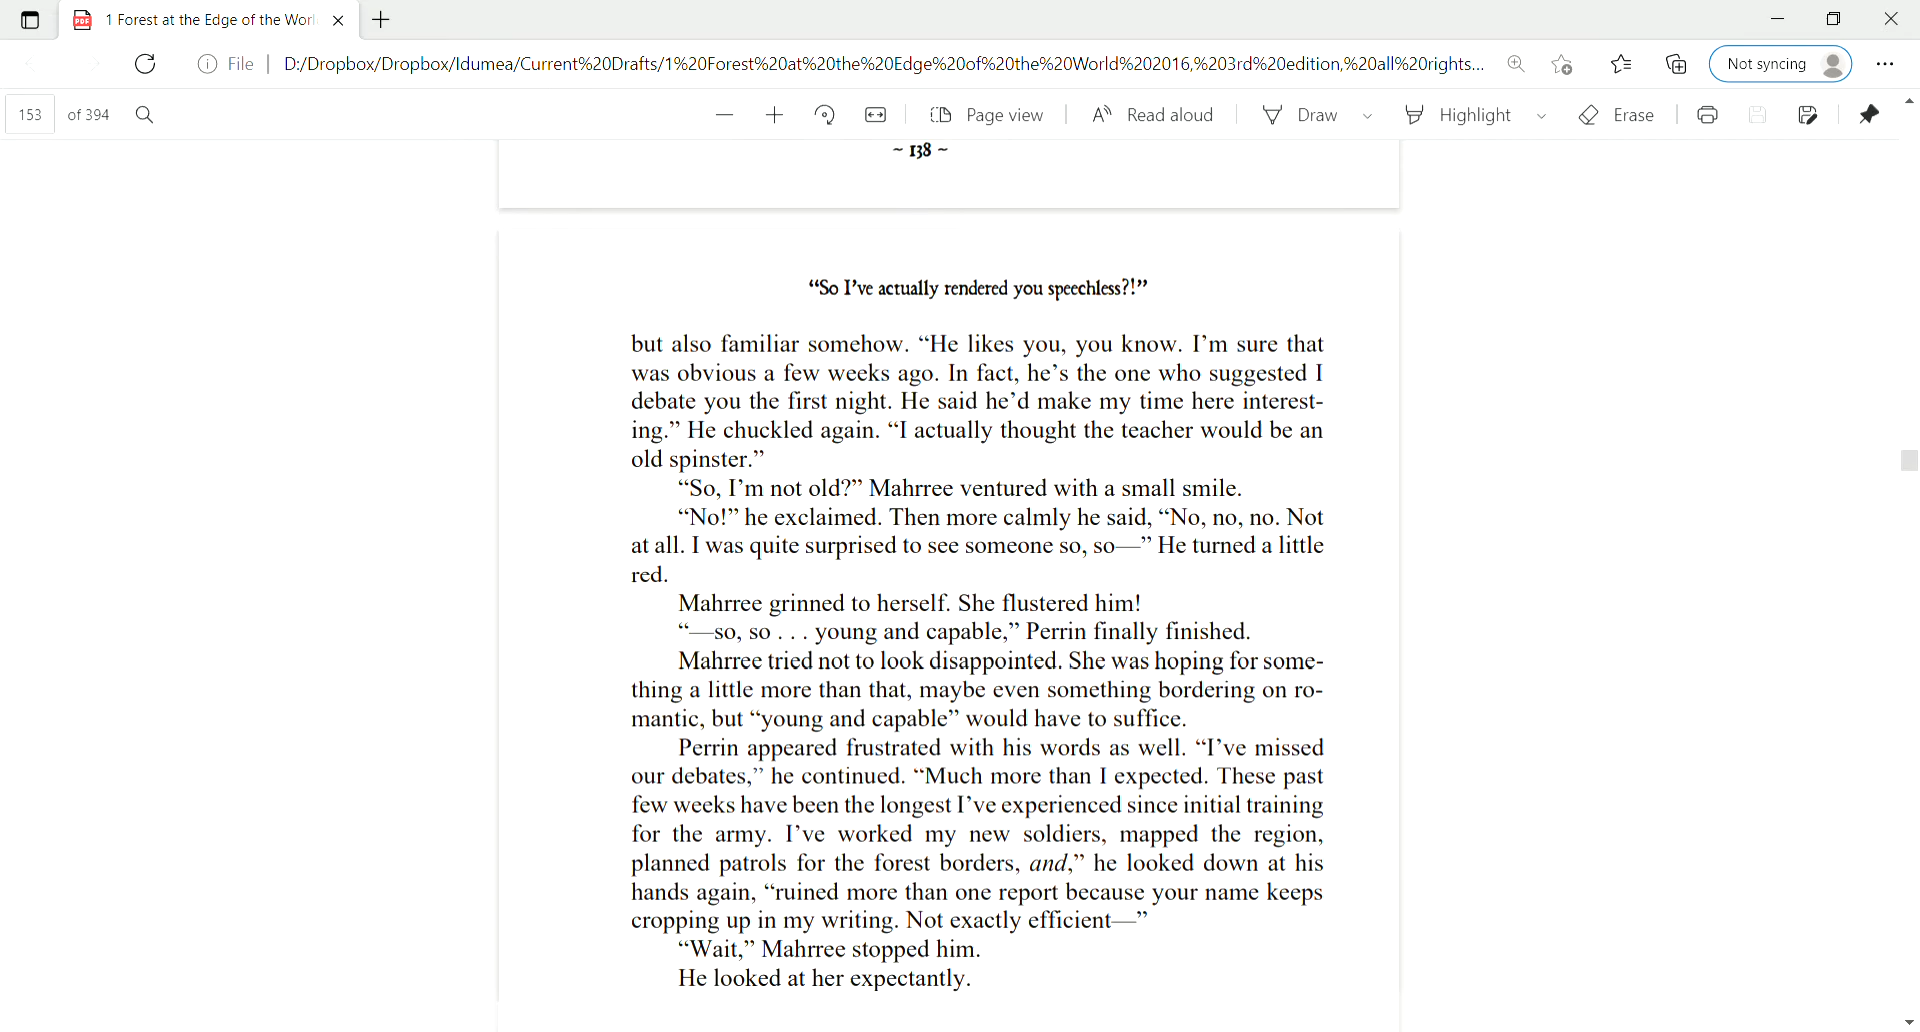 1 Forest at the Edge of the Worl
File
D:/Dropbox/Dropbox/Idumea/Current%20Drafts/1%20Forest%20at%20the%20Edge%20of%20the%20World%202016,%203rd%20edition,%20all%20rights...
Not syncing
153 of 394
Page view
Read aloud
Draw
Highlight
Erase
~ 138 ~
“So I’ve actually rendered you speechless?!”
but also familiar somehow. “He likes you, you know. I’m sure that
was obvious a few weeks ago. In fact, he’s the one who suggested I
debate you the first night. He said he’d make my time here interest-
ing.” He chuckled again. “I actually thought the teacher would be an
old spinster.”
“So, I’m not old?” Mahrree ventured with a small smile.
“No!” he exclaimed. Then more calmly he said, “No, no, no. Not
at all. I was quite surprised to see someone so, so—” He turned a little
red.
Mahrree grinned to herself. She flustered him!
“—so, so . . . young and capable,” Perrin finally finished.
Mahrree tried not to look disappointed. She was hoping for some-
thing a little more than that, maybe even something bordering on ro-
mantic, but “young and capable” would have to suffice.
Perrin appeared frustrated with his words as well. “I’ve missed
our debates,” he continued. “Much more than I expected. These past
few weeks have been the longest I’ve experienced since initial training
for the army. I’ve worked my new soldiers, mapped the region,
planned patrols for the forest borders, and,” he looked down at his
hands again, “ruined more than one report because your name keeps
cropping up in my writing. Not exactly efficient—”
“Wait,” Mahrree stopped him.
He looked at her expectantly.